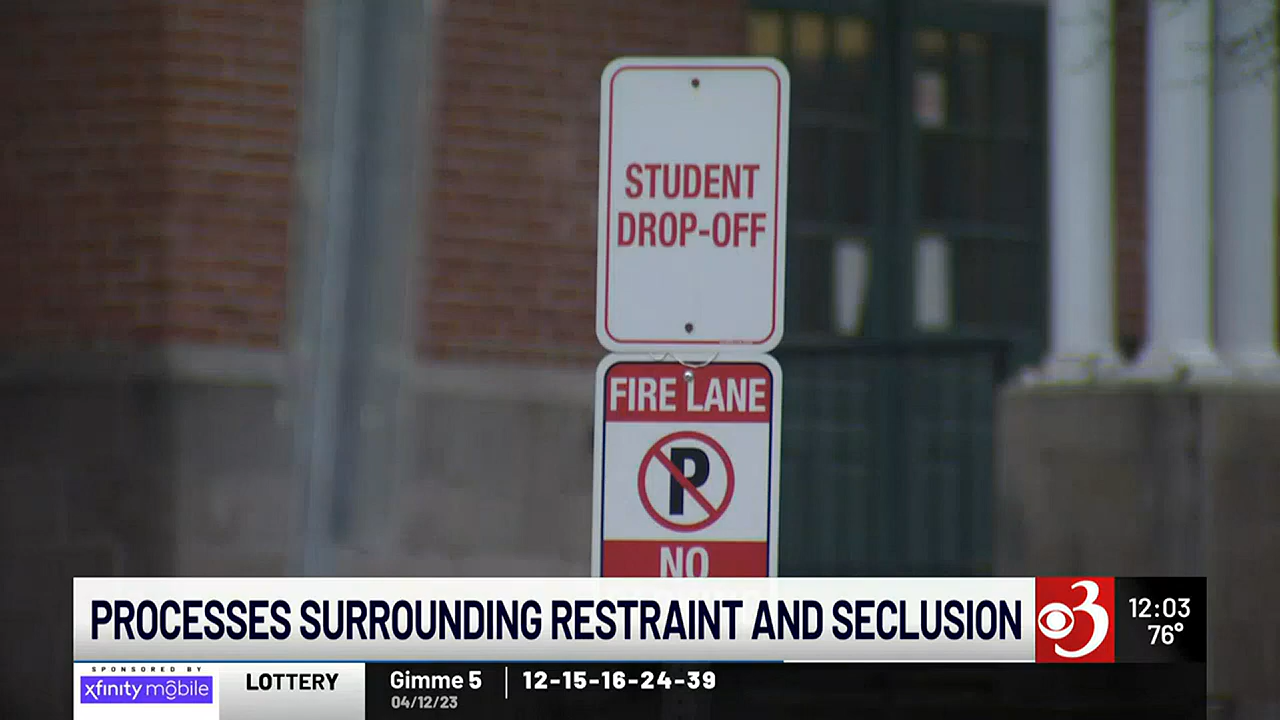 STUDENT
DROP-OFF
FIRE LANE
P
NO
PROCESSES SURROUNDING RESTRAINT AND SECLUSION
3
12:03
76°
SPONSORED BY
xfinity mobile
LOTTERY
Gimme 5
12-15-16-24-39
04/12/23